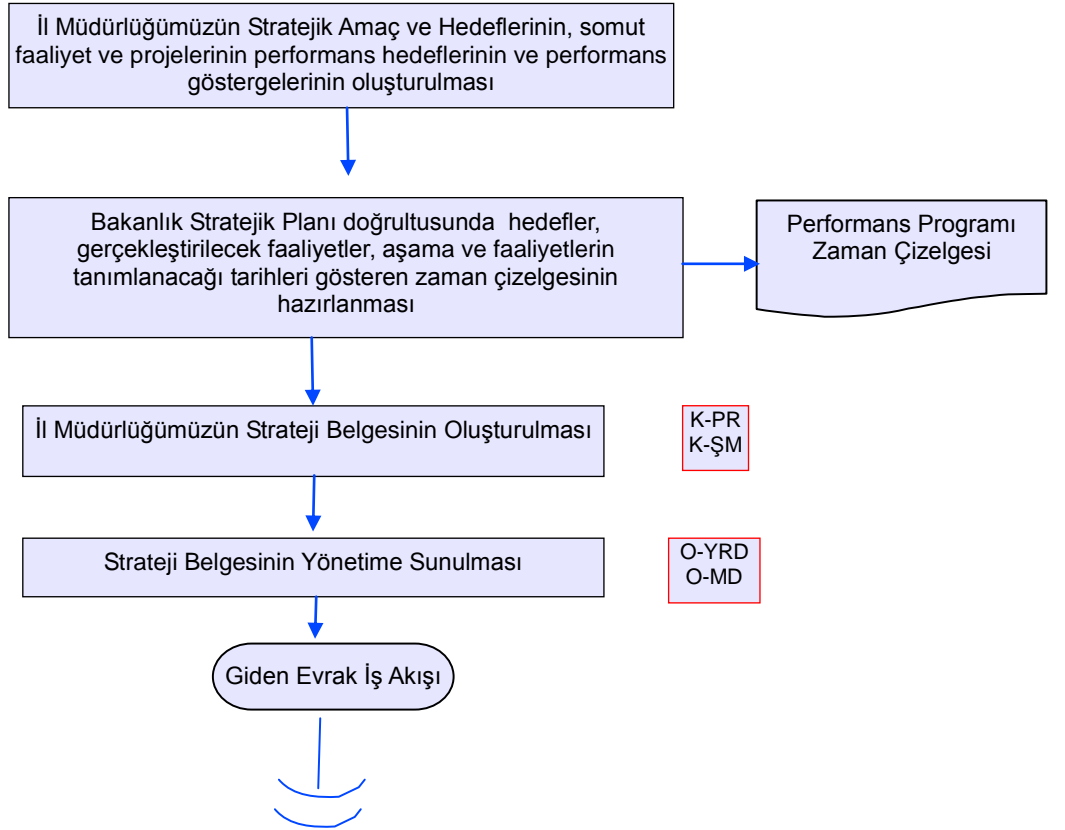 İl Müdürlüğümüzün Stratejik Amaç ve Hedeflerinin, somut
faaliyet ve projelerinin performans hedeflerinin ve performans
göstergelerinin oluşturulması
Bakanlık Stratejik Planı doğrultusunda hedefler,
gerçekleştirilecek faaliyetler, aşama ve faaliyetlerin
tanımlanacağı tarihleri gösteren zaman çizelgesinin
hazırlanması
Performans Programı
Zaman Çizelgesi
İl Müdürlüğümüzün Strateji Belgesinin Oluşturulması
K-PR
K-ŞM
Strateji Belgesinin Yönetime Sunulması
O-YRD
O-MD
Giden Evrak İş Akışı